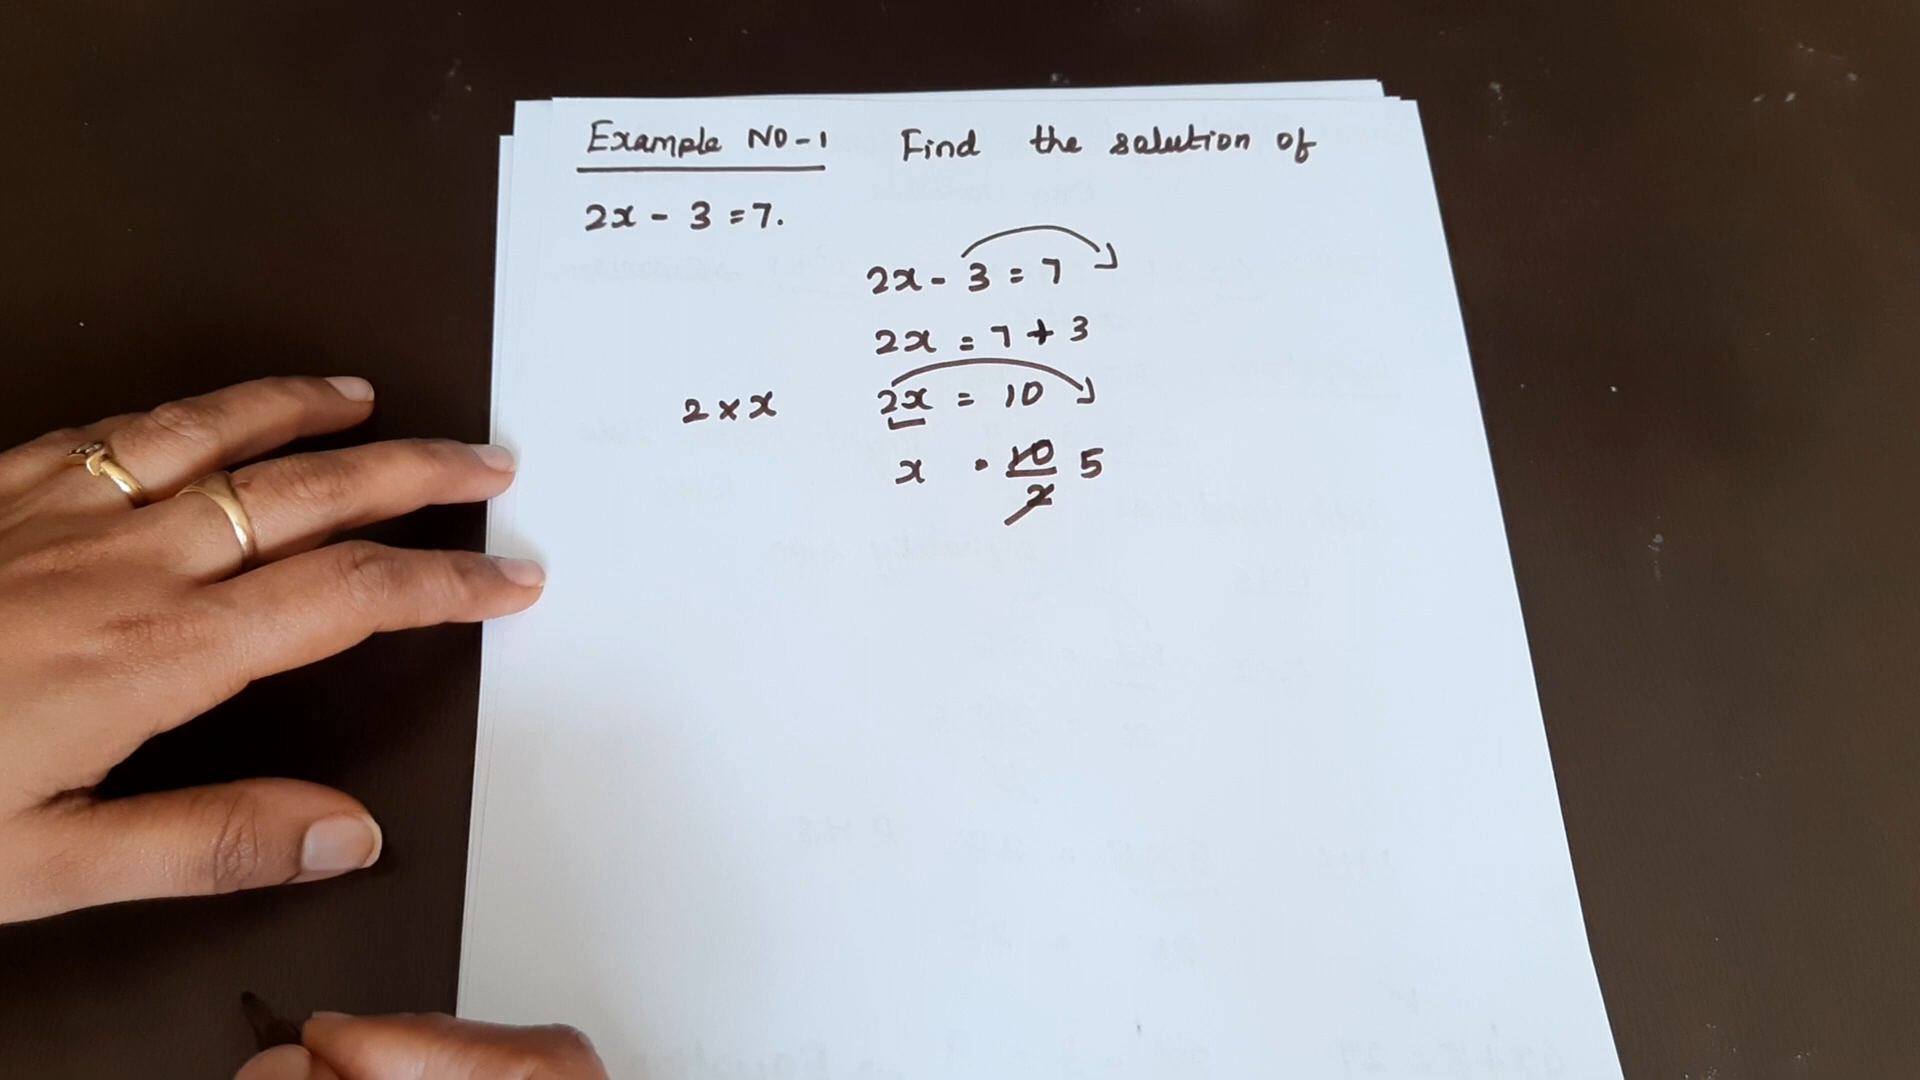 Example NO-1 Find the solution of
2x - 3 = 7.
2x - 3 = 7
2x = 7 + 3
2 × x 2x = 10
x = 10/2 5